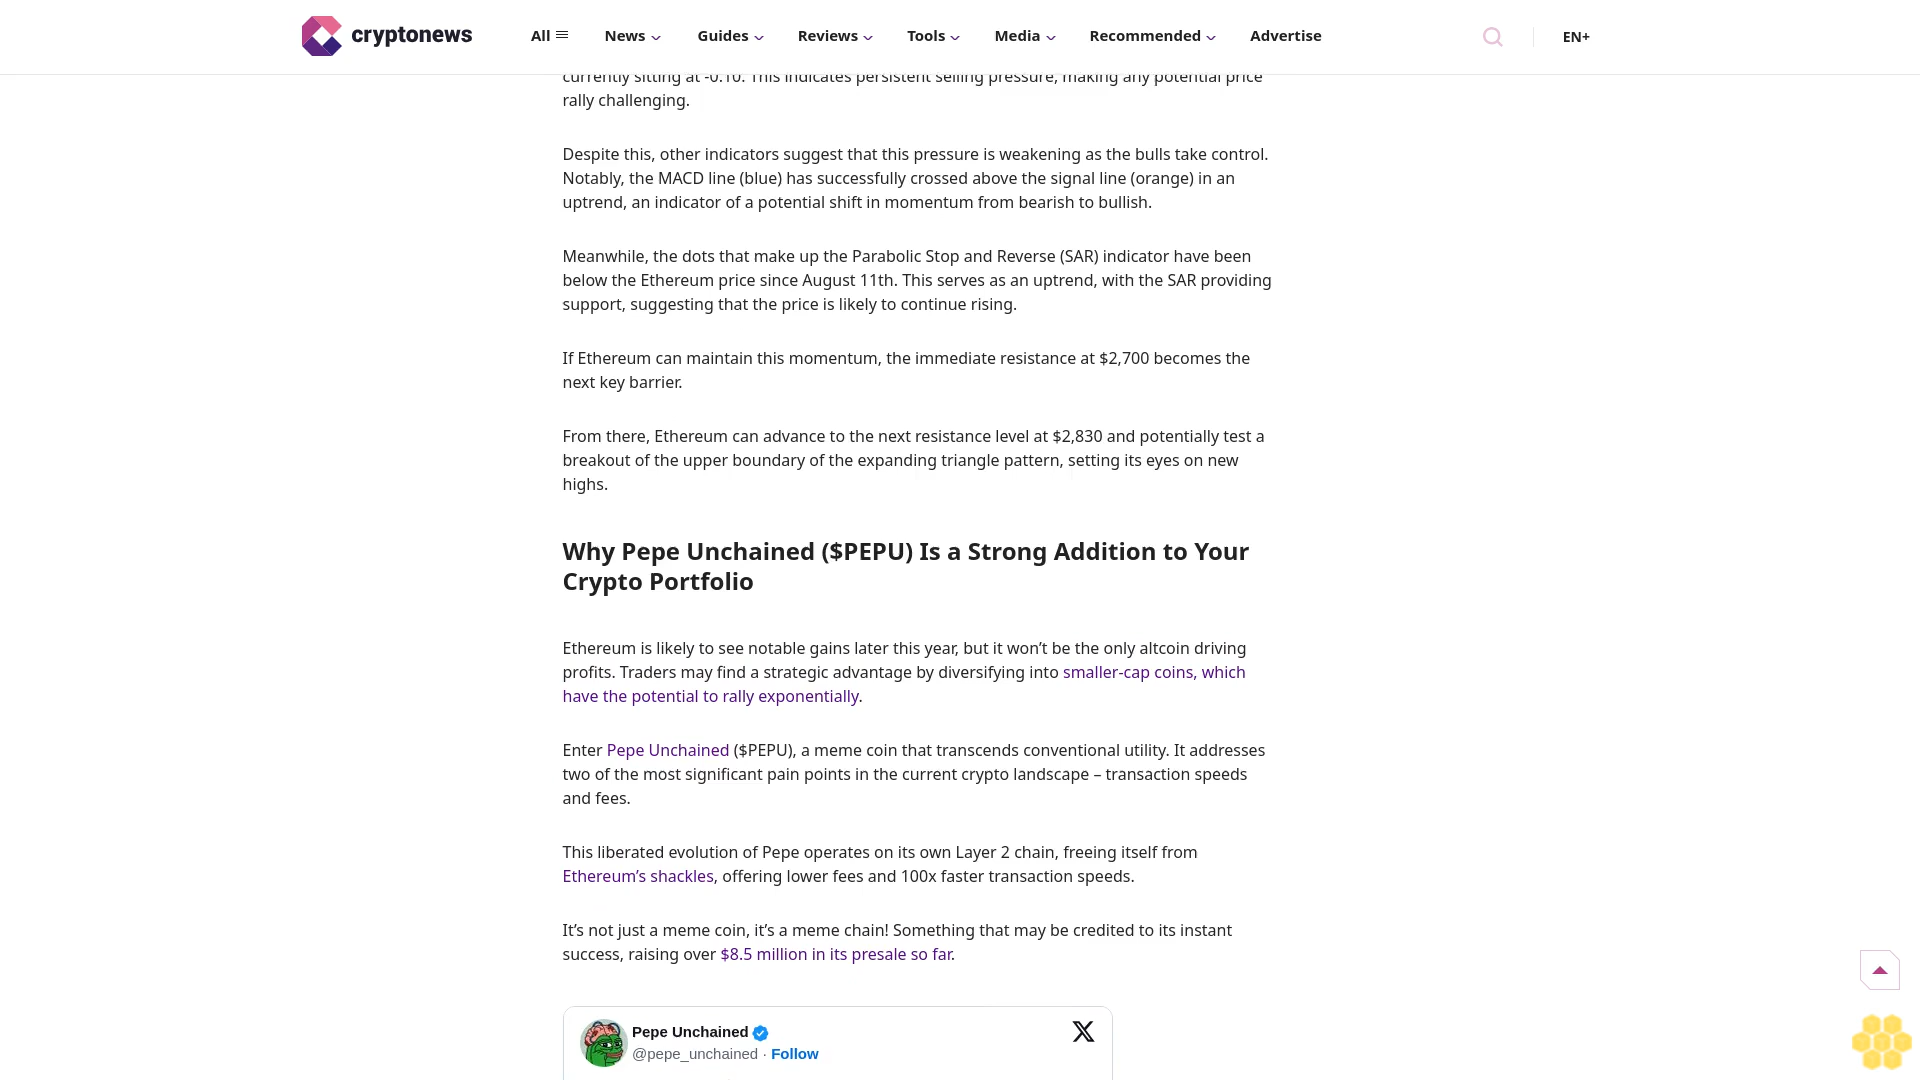 cryptonews
All
News
Guides
Reviews
Tools
Media
Recommended
Advertise
EN+
currently sitting at -0.10. This indicates persistent selling pressure, making any potential price
rally challenging.
Despite this, other indicators suggest that this pressure is weakening as the bulls take control.
Notably, the MACD line (blue) has successfully crossed above the signal line (orange) in an
uptrend, an indicator of a potential shift in momentum from bearish to bullish.
Meanwhile, the dots that make up the Parabolic Stop and Reverse (SAR) indicator have been
below the Ethereum price since August 11th. This serves as an uptrend, with the SAR providing
support, suggesting that the price is likely to continue rising.
If Ethereum can maintain this momentum, the immediate resistance at $2,700 becomes the
next key barrier.
From there, Ethereum can advance to the next resistance level at $2,830 and potentially test a
breakout of the upper boundary of the expanding triangle pattern, setting its eyes on new
highs.
Why Pepe Unchained ($PEPU) Is a Strong Addition to Your
Crypto Portfolio
Ethereum is likely to see notable gains later this year, but it won’t be the only altcoin driving
profits. Traders may find a strategic advantage by diversifying into smaller-cap coins, which
have the potential to rally exponentially.
Enter Pepe Unchained ($PEPU), a meme coin that transcends conventional utility. It addresses
two of the most significant pain points in the current crypto landscape – transaction speeds
and fees.
This liberated evolution of Pepe operates on its own Layer 2 chain, freeing itself from
Ethereum’s shackles, offering lower fees and 100x faster transaction speeds.
It’s not just a meme coin, it’s a meme chain! Something that may be credited to its instant
success, raising over $8.5 million in its presale so far.
Pepe Unchained
@pepe_unchained · Follow